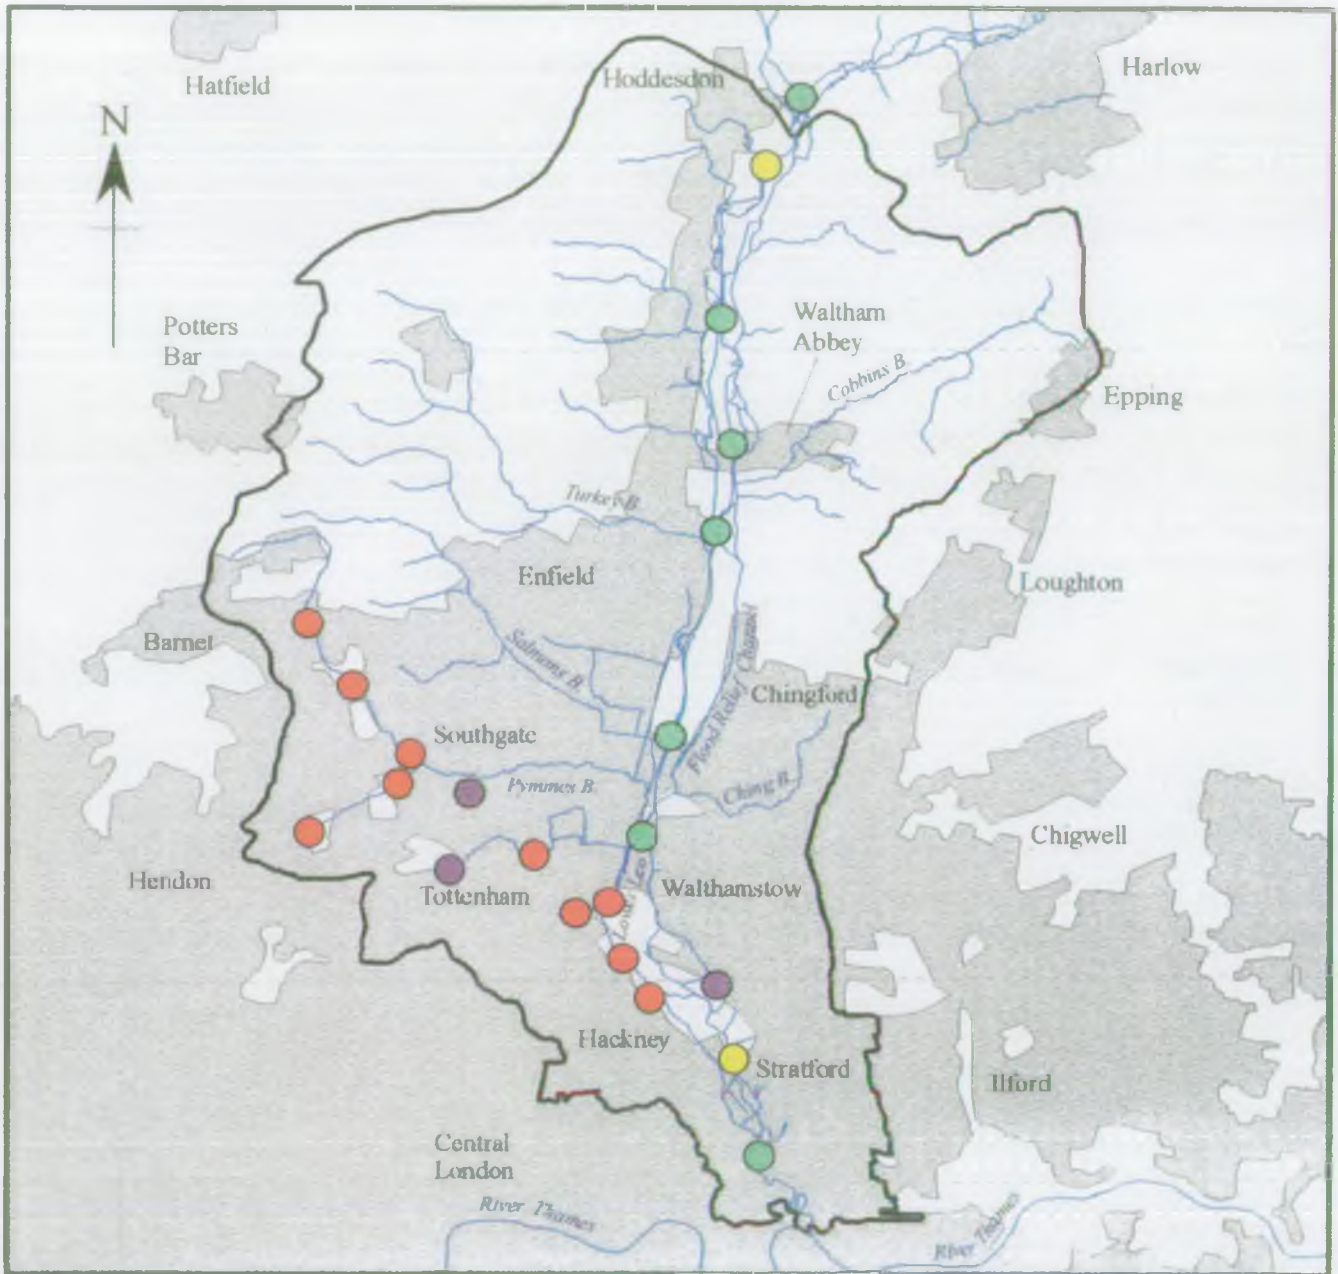 Hatfield
Hoddesdon
Harlow
N
Potters
Bar
Waltham
Abbey
Cobbins B.
Epping
Turkey B.
Enfield
Loughton
Barnet
Salmons B.
Flood Relief Channel
Chingford
Southgate
Pymmes B.
Ching B.
Chigwell
Hendon
Tottenham
Lower Lee
Walthamstow
Hackney
Stratford
Ilford
Central
London
River Thames
River Thames